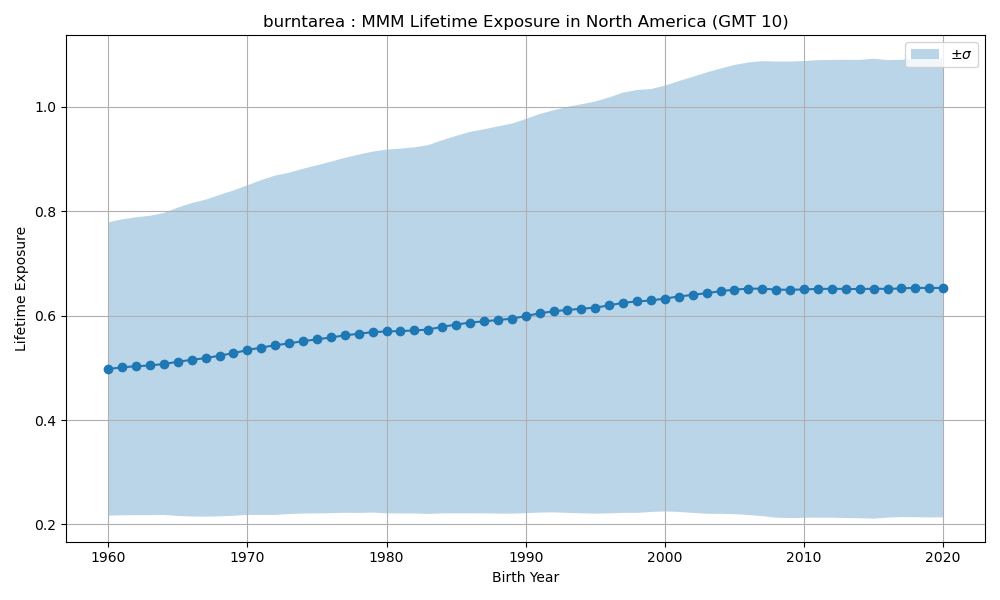 burntarea : MMM Lifetime Exposure in North America (GMT 10)
±σ
Lifetime Exposure
1.0
0.8
0.6
0.4
0.2
1960 1970 1980 1990 2000 2010 2020
Birth Year